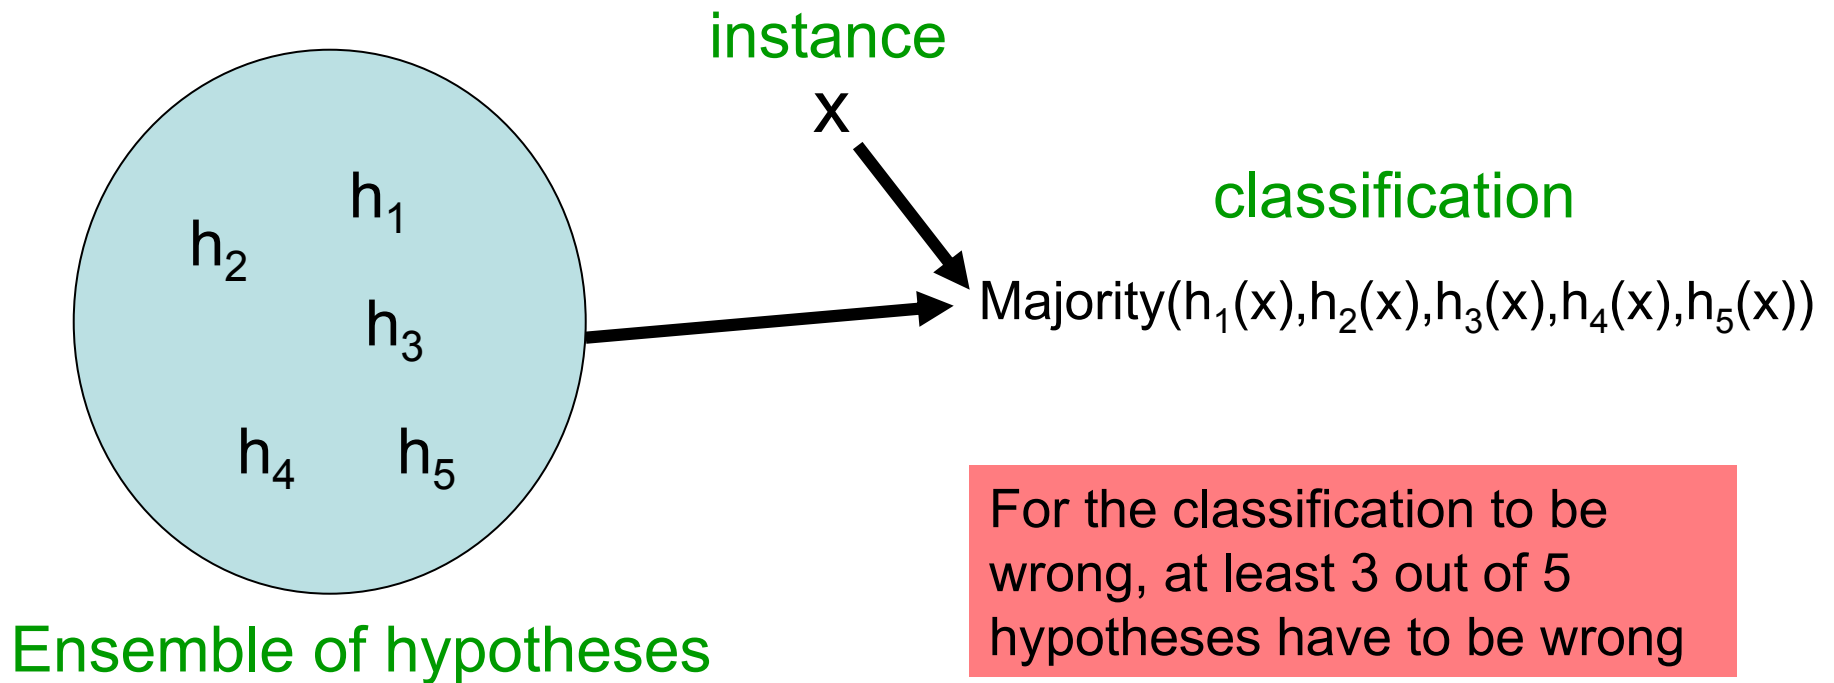 instance
x
classification
h₁
h₂
h₃
h₄ h₅
Majority(h₁(x),h₂(x),h₃(x),h₄(x),h₅(x))
For the classification to be
wrong, at least 3 out of 5
hypotheses have to be wrong
Ensemble of hypotheses